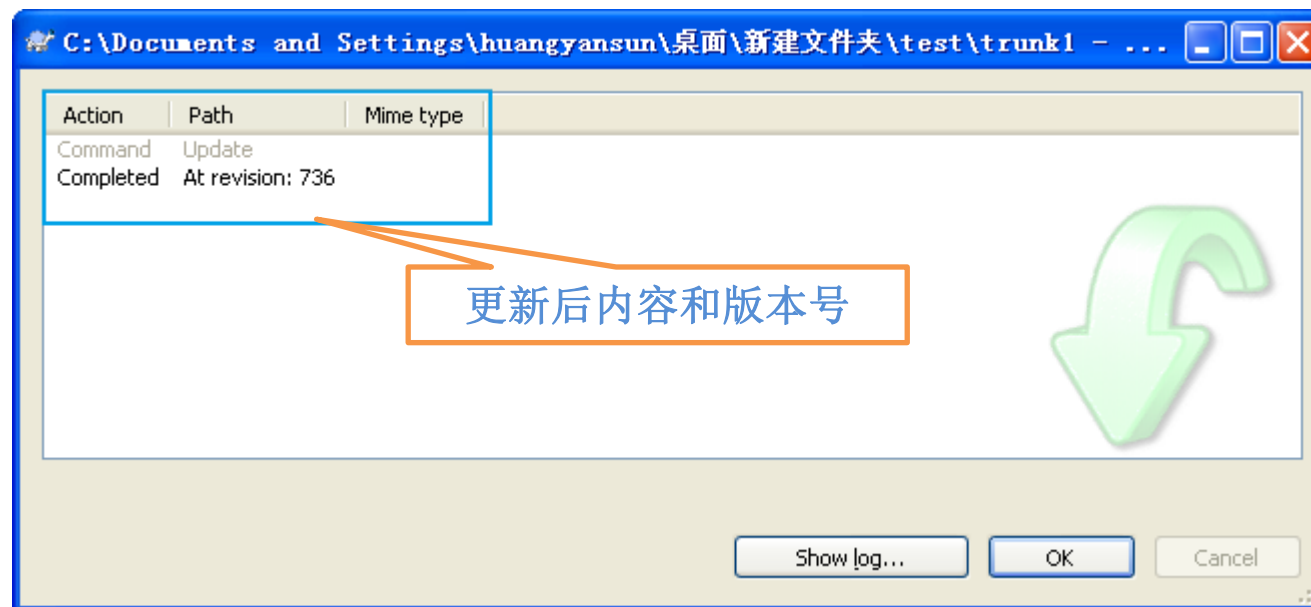 C:\Documents and Settings\huangyansun\桌面\新建文件夹\test\trunk1 - ...
Action Path Mime type
Command Update
Completed At revision: 736
更新后内容和版本号
Show log... OK Cancel